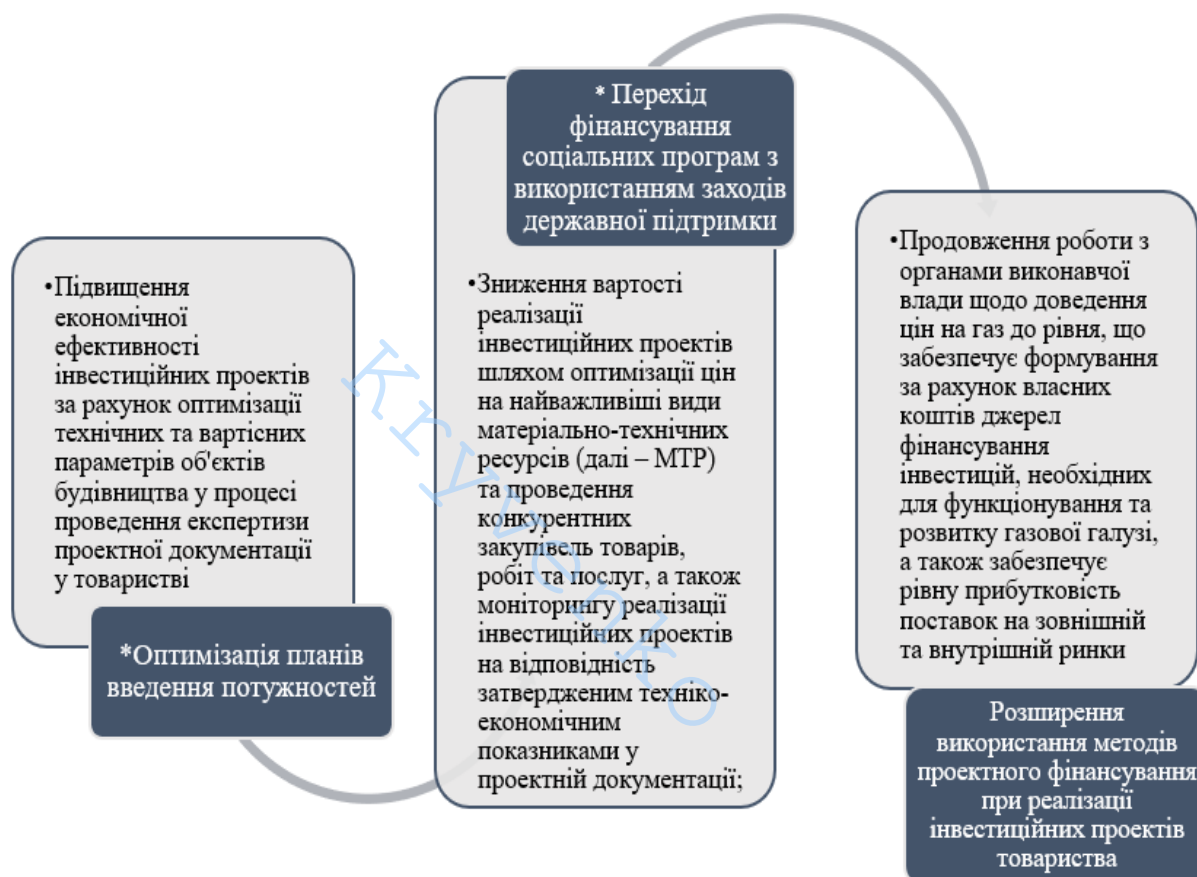 •Підвищення
економічної
ефективності
інвестиційних проектів
за рахунок оптимізації
технічних та вартісних
параметрів об'єктів
будівництва у процесі
проведення експертизи
проектної документації
у товаристві
*Оптимізація планів
введення потужностей
* Перехід
фінансування
соціальних програм з
використанням заходів
державної підтримки
•Зниження вартості
реалізації
інвестиційних проектів
шляхом оптимізації цін
на найважливіші види
матеріально-технічних
ресурсів (далі – МТР)
та проведення
конкурентних
закупівель товарів,
робіт та послуг, а також
моніторингу реалізації
інвестиційних проектів
на відповідність
затвердженим техніко-
економічним
показниками у
проектній документації;
•Продовження роботи з
органами виконавчої
влади щодо доведення
цін на газ до рівня, що
забезпечує формування
за рахунок власних
коштів джерел
фінансування
інвестицій, необхідних
для функціонування та
розвитку газової галузі,
а також забезпечує
рівну прибутковість
поставок на зовнішній
та внутрішній ринки
Розширення
використання методів
проектного фінансування
при реалізації
інвестиційних проектів
товариства
Kryvenko